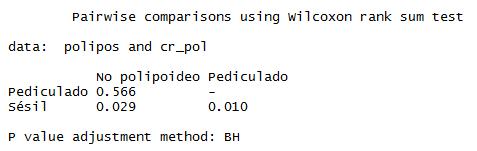 Pairwise comparisons using Wilcoxon rank sum test
data:  polipos and cr_pol
No polipoideo Pediculado
Pediculado 0.566 -
Sésil 0.029 0.010
P value adjustment method: BH